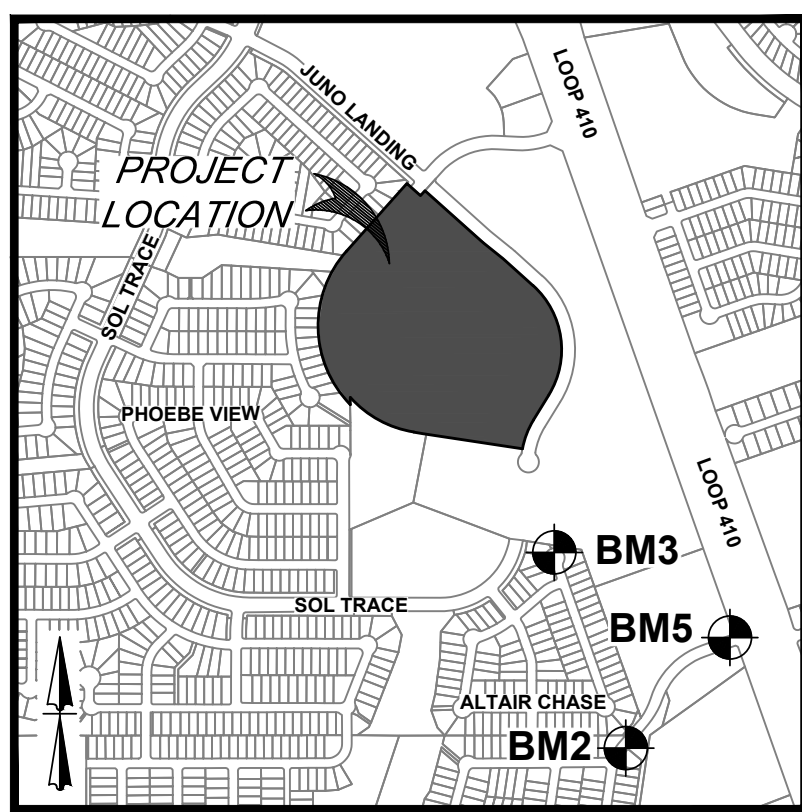 JUNO LANDING
LOOP 410
PROJECT
LOCATION
SOL TRACE
PHOEBE VIEW
LOOP 410
BM3
SOL TRACE
BM5
ALTAIR CHASE
BM2